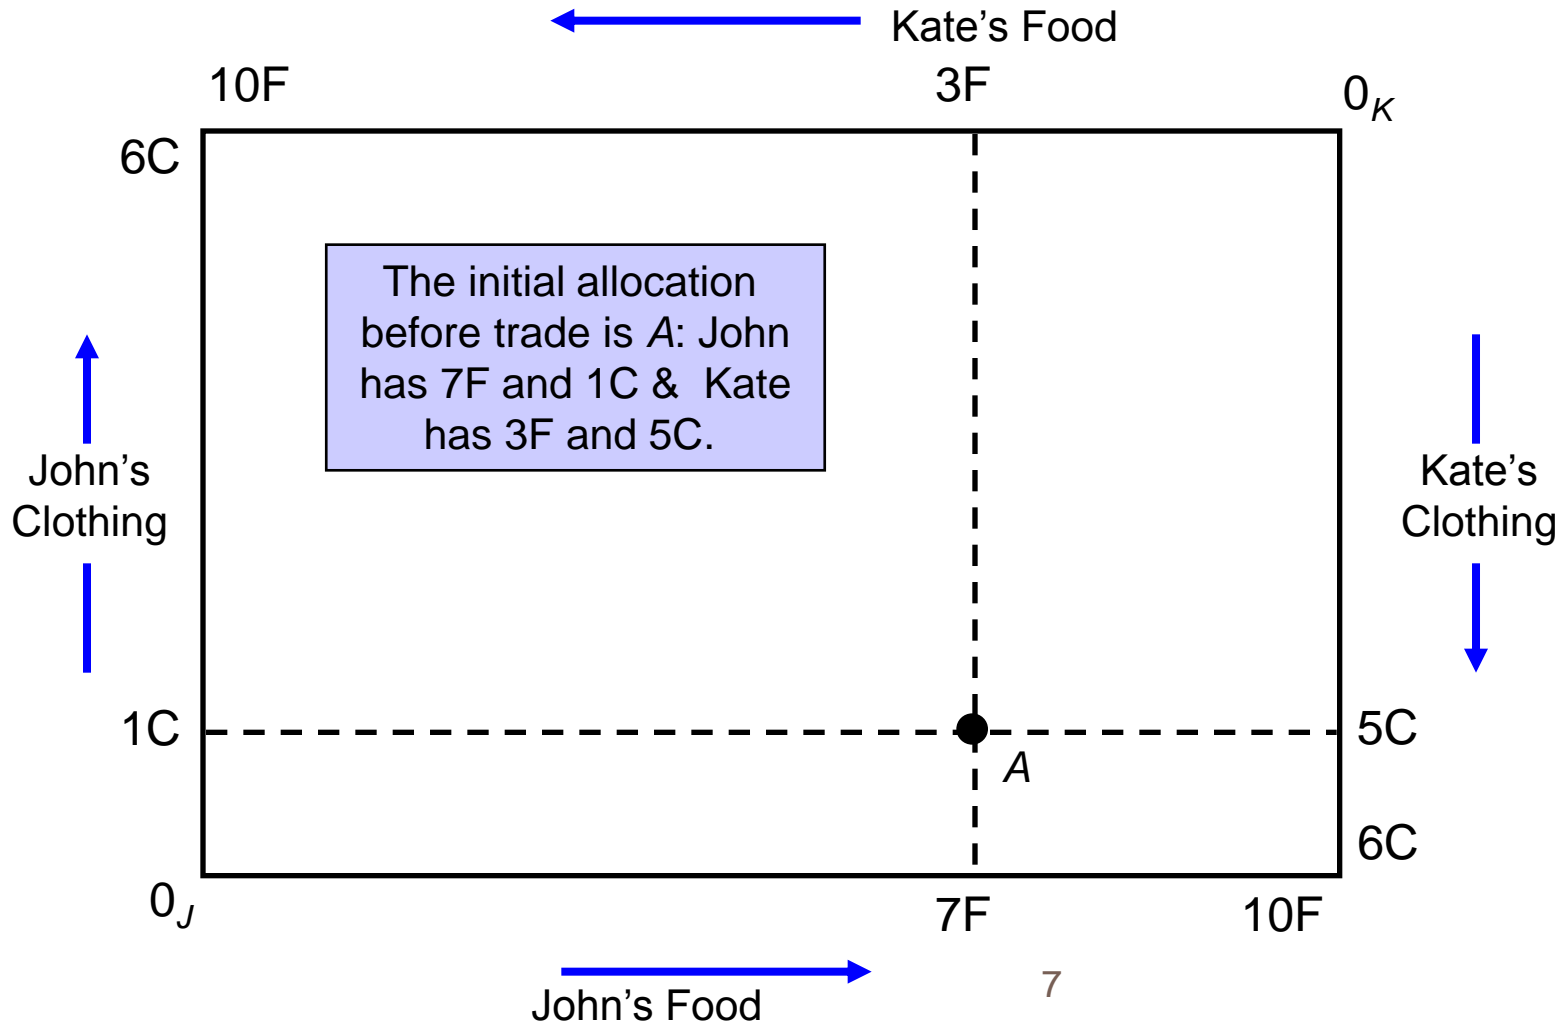 Kate’s Food
10F
3F
0K
6C
The initial allocation
before trade is A: John
has 7F and 1C & Kate
has 3F and 5C.
John’s
Clothing
Kate’s
Clothing
1C
5C
A
6C
0J
7F
10F
7
John’s Food